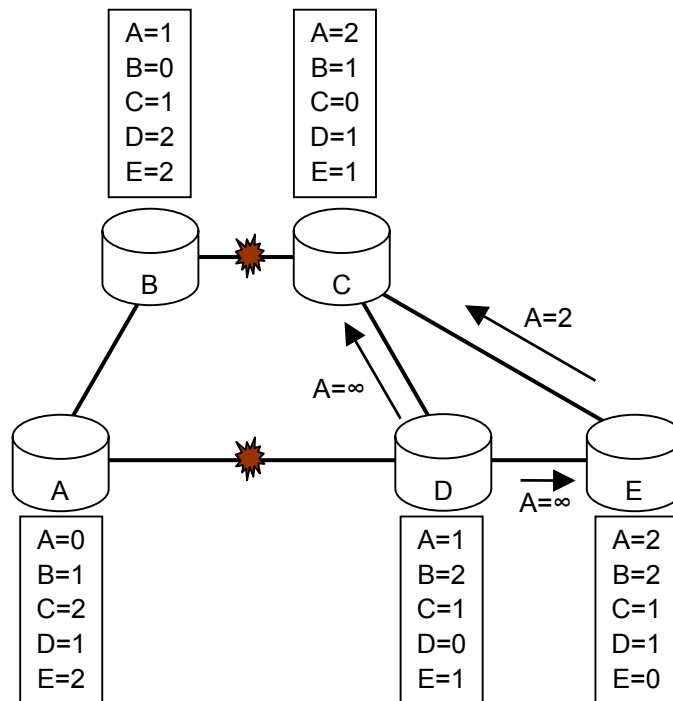 A=1
B=0
C=1
D=2
E=2
A=2
B=1
C=0
D=1
E=1
B
C
A=2
A=∞
A
D
E
A=∞
A=0
B=1
C=2
D=1
E=2
A=1
B=2
C=1
D=0
E=1
A=2
B=2
C=1
D=1
E=0